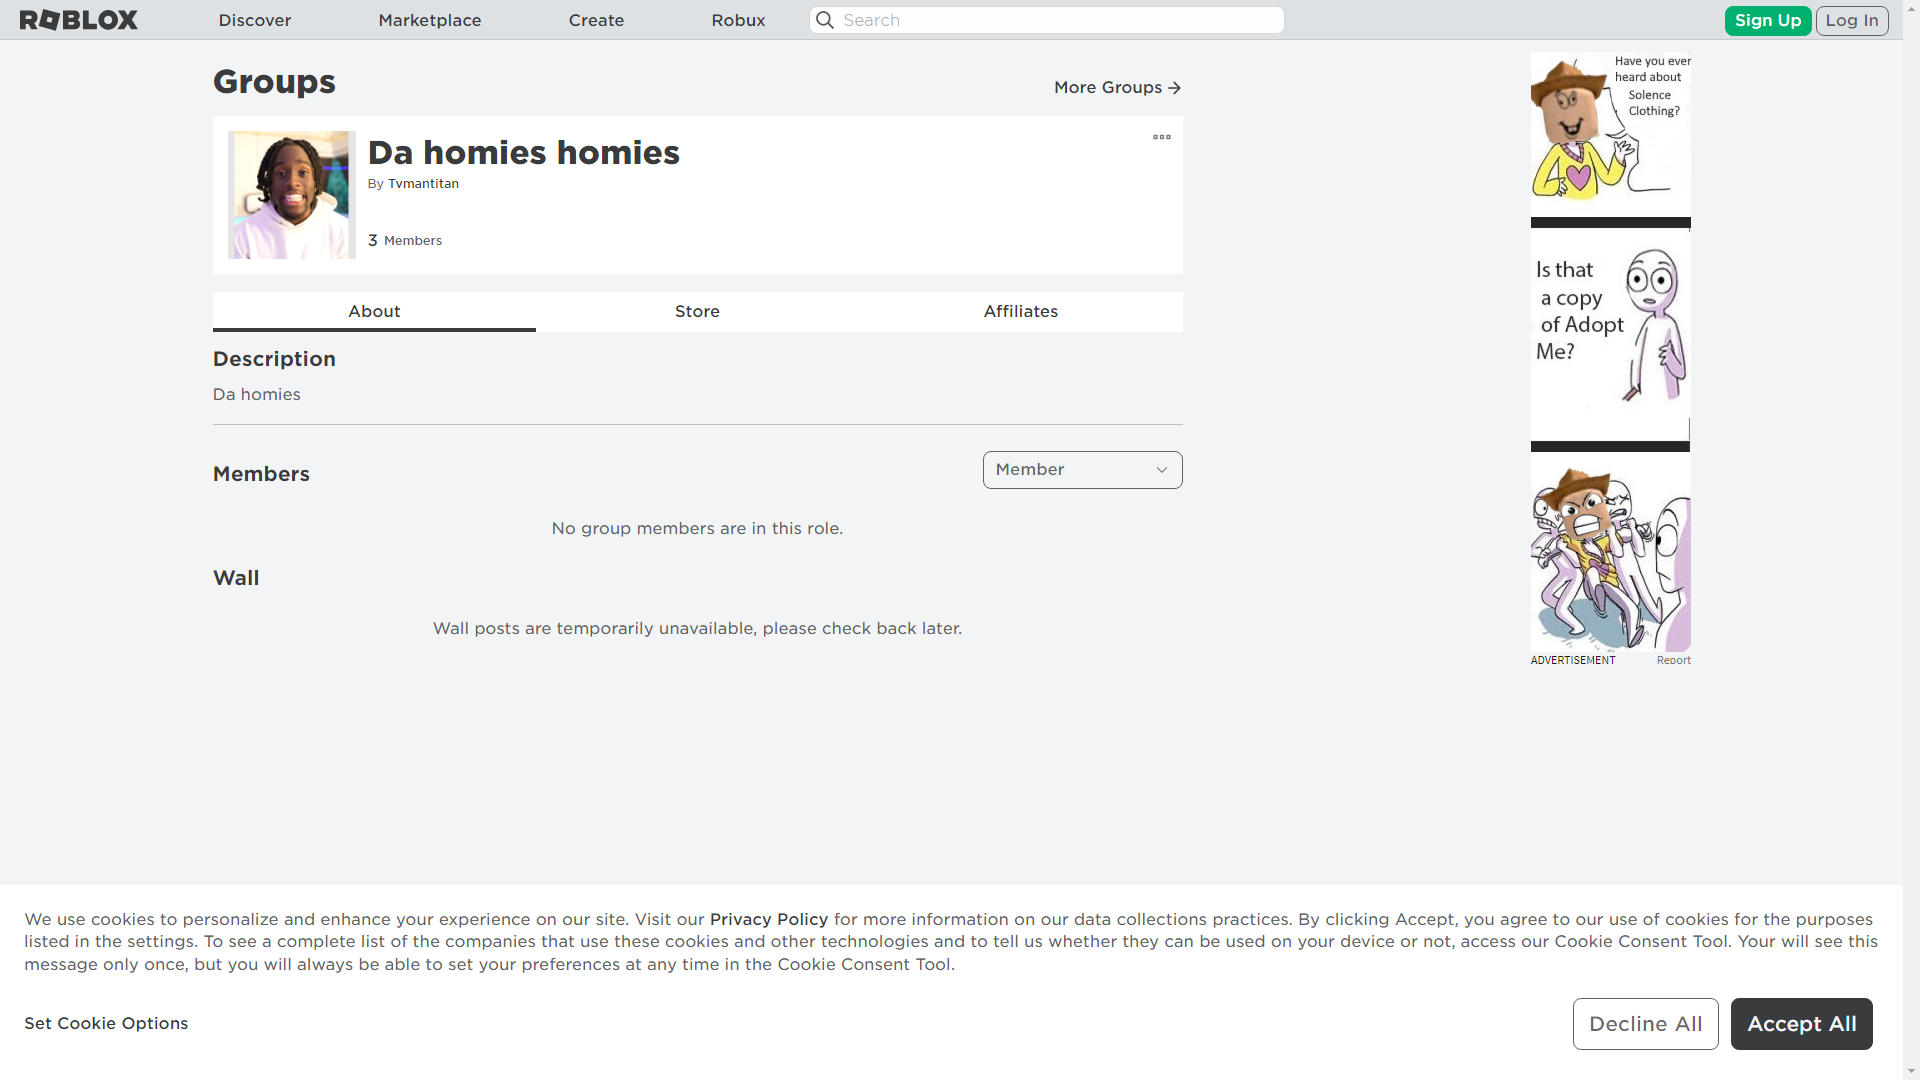 ROBLOX
Discover
Marketplace
Create
Robux
Search
Sign Up
Log In
Groups
More Groups
Da homies homies
By Tvmantitan
3 Members
About
Store
Affiliates
Description
Da homies
Members
Member
No group members are in this role.
Wall
Wall posts are temporarily unavailable, please check back later.
Have you ever
heard about
Solence
Clothing?
Is that
a copy
of Adopt
Me?
ADVERTISEMENT
Report
We use cookies to personalize and enhance your experience on our site. Visit our Privacy Policy for more information on our data collections practices. By clicking Accept, you agree to our use of cookies for the purposes
listed in the settings. To see a complete list of the companies that use these cookies and other technologies and to tell us whether they can be used on your device or not, access our Cookie Consent Tool. Your will see this
message only once, but you will always be able to set your preferences at any time in the Cookie Consent Tool.
Set Cookie Options
Decline All
Accept All